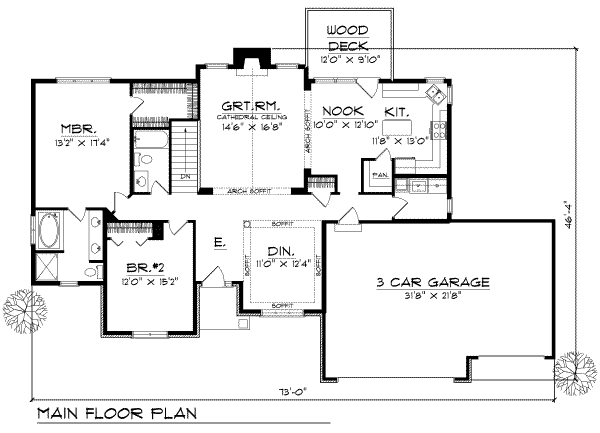 WOOD
DECK
12'0" × 9'10"
GRT.RM.
CATHEDRAL CEILING
14'6" × 16'8"
NOOK
10'0" × 12'10"
KIT.
11'8" × 13'0"
MBR.
13'2" × 17'4"
ARCH SOFFIT
DN
PAN.
ARCH SOFFIT
46'-4"
SOFFIT
E.
SOFFIT
DIN.
11'0" × 12'4"
SOFFIT
BR. #2
12'0" × 15'2"
3 CAR GARAGE
31'8" × 21'8"
SOFFIT
73'-0"
MAIN FLOOR PLAN